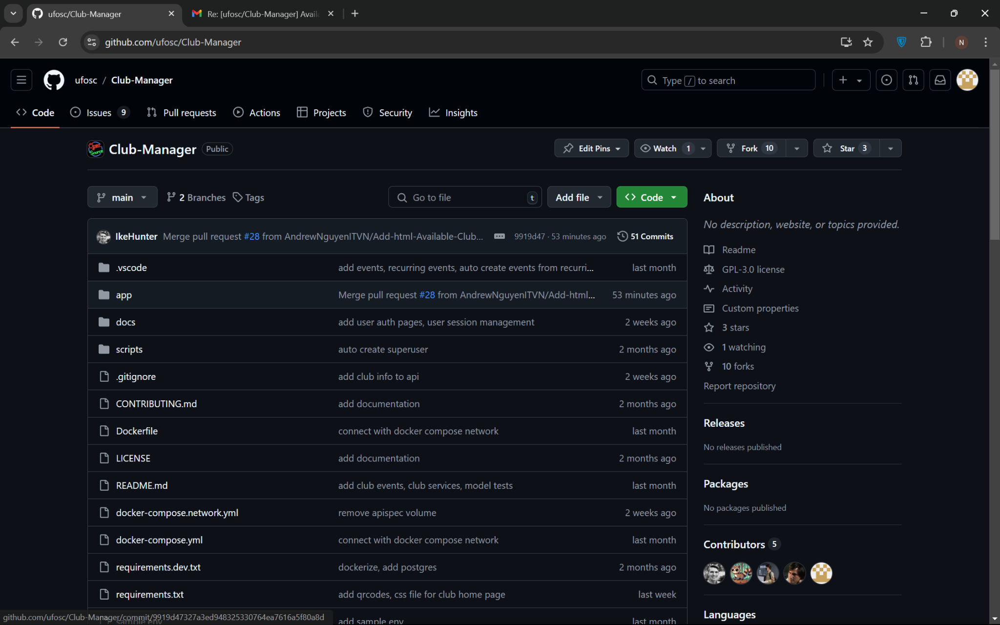 ufosc/Club-Manager
Re: [ufosc/Club-Manager] Avail
github.com/ufosc/Club-Manager
N
ufosc / Club-Manager
Type / to search
Code
Issues 9
Pull requests
Actions
Projects
Security
Insights
Open Source
Club-Manager
Public
Edit Pins
Watch 1
Fork 10
Star 3
main
2 Branches
Tags
Go to file
t
Add file
Code
IkeHunter Merge pull request #28 from AndrewNguyenITVN/Add-html-Available-Club... 9919d47 · 53 minutes ago 51 Commits
.vscode add events, recurring events, auto create events from recurri... last month
app Merge pull request #28 from AndrewNguyenITVN/Add-html... 53 minutes ago
docs add user auth pages, user session management 2 weeks ago
scripts auto create superuser 2 months ago
.gitignore add club info to api 2 weeks ago
CONTRIBUTING.md add documentation 2 months ago
Dockerfile connect with docker compose network last month
LICENSE add documentation 2 months ago
README.md add club events, club services, model tests last month
docker-compose.network.yml remove apispec volume 2 weeks ago
docker-compose.yml connect with docker compose network last month
requirements.dev.txt dockerize, add postgres 2 months ago
requirements.txt add qrcodes, css file for club home page last week
sample.env add sample env last month
About
No description, website, or topics provided.
Readme
GPL-3.0 license
Activity
Custom properties
3 stars
1 watching
10 forks
Report repository
Releases
No releases published
Packages
No packages published
Contributors 5
Languages
github.com/ufosc/Club-Manager/commit/9919d47327a3ed948325330764ea7616a5f80a8d